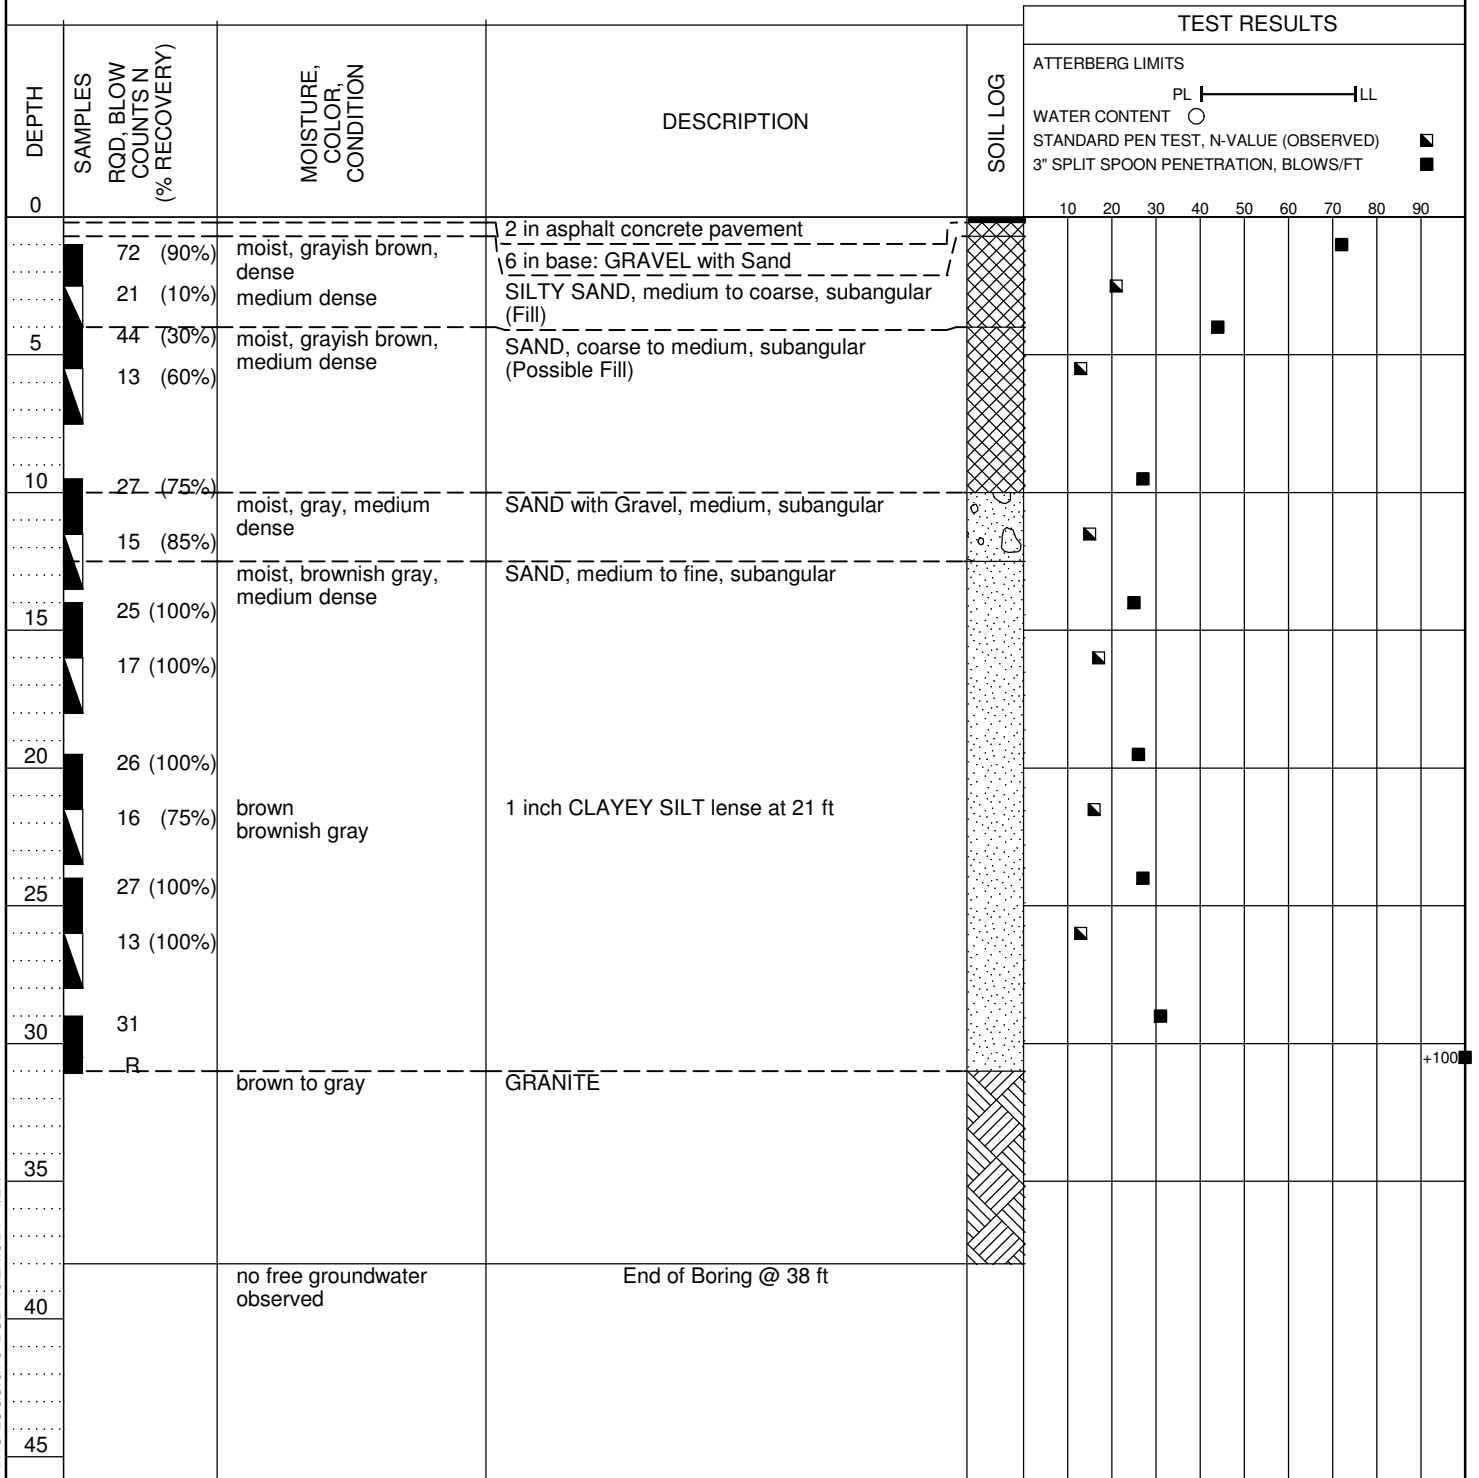 TEST RESULTS
DEPTH
SAMPLES
RQD, BLOW
COUNTS N
(% RECOVERY)
MOISTURE,
COLOR,
CONDITION
DESCRIPTION
SOIL LOG
ATTERBERG LIMITS
PL LL
WATER CONTENT
STANDARD PEN TEST, N-VALUE (OBSERVED)
3" SPLIT SPOON PENETRATION, BLOWS/FT
0
10 20 30 40 50 60 70 80 90
2 in asphalt concrete pavement
72 (90%)
moist, grayish brown,
dense
6 in base: GRAVEL with Sand
21 (10%)
medium dense
SILTY SAND, medium to coarse, subangular
(Fill)
5
44 (30%)
moist, grayish brown,
medium dense
SAND, coarse to medium, subangular
(Possible Fill)
13 (60%)
10
27 (75%)
moist, gray, medium
dense
SAND with Gravel, medium, subangular
15 (85%)
moist, brownish gray,
medium dense
SAND, medium to fine, subangular
15
25 (100%)
17 (100%)
20
26 (100%)
16 (75%)
brown
brownish gray
1 inch CLAYEY SILT lense at 21 ft
25
27 (100%)
13 (100%)
30
31
R
+100
brown to gray
GRANITE
35
no free groundwater
observed
End of Boring @ 38 ft
40
45